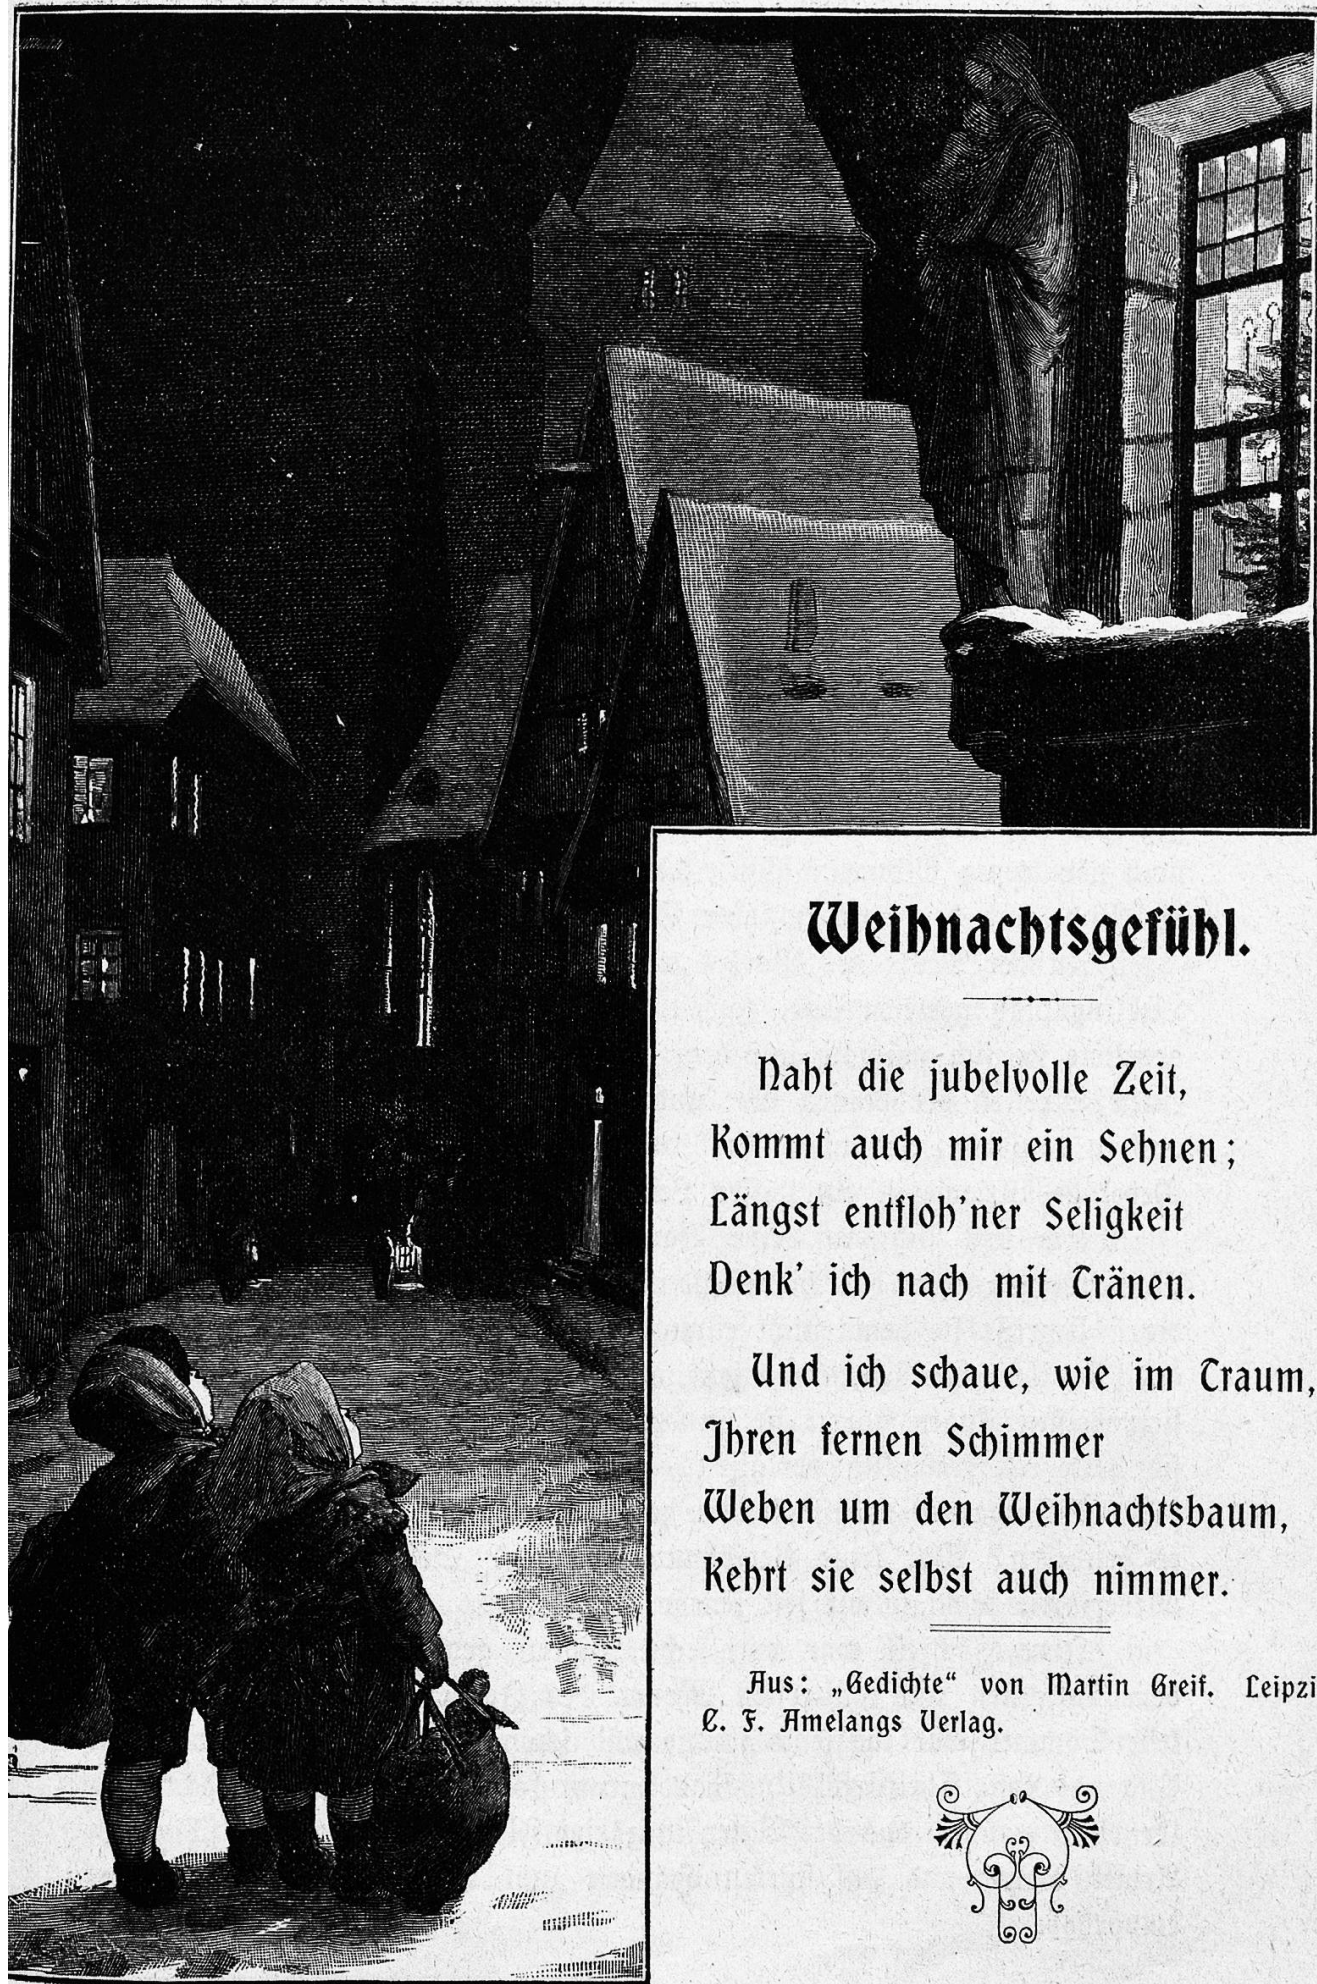 Weihnachtsgefühl.
Naht die jubelvolle Zeit,
Kommt auch mir ein Sehnen;
Längst entfloh'ner Seligkeit
Denk' ich nach mit Tränen.
Und ich schaue, wie im Traum,
Ihren fernen Schimmer
Weben um den Weihnachtsbaum,
Kehrt sie selbst auch nimmer.
Aus: „Gedichte“ von Martin Greif. Leipzi
C. F. Amelangs Verlag.